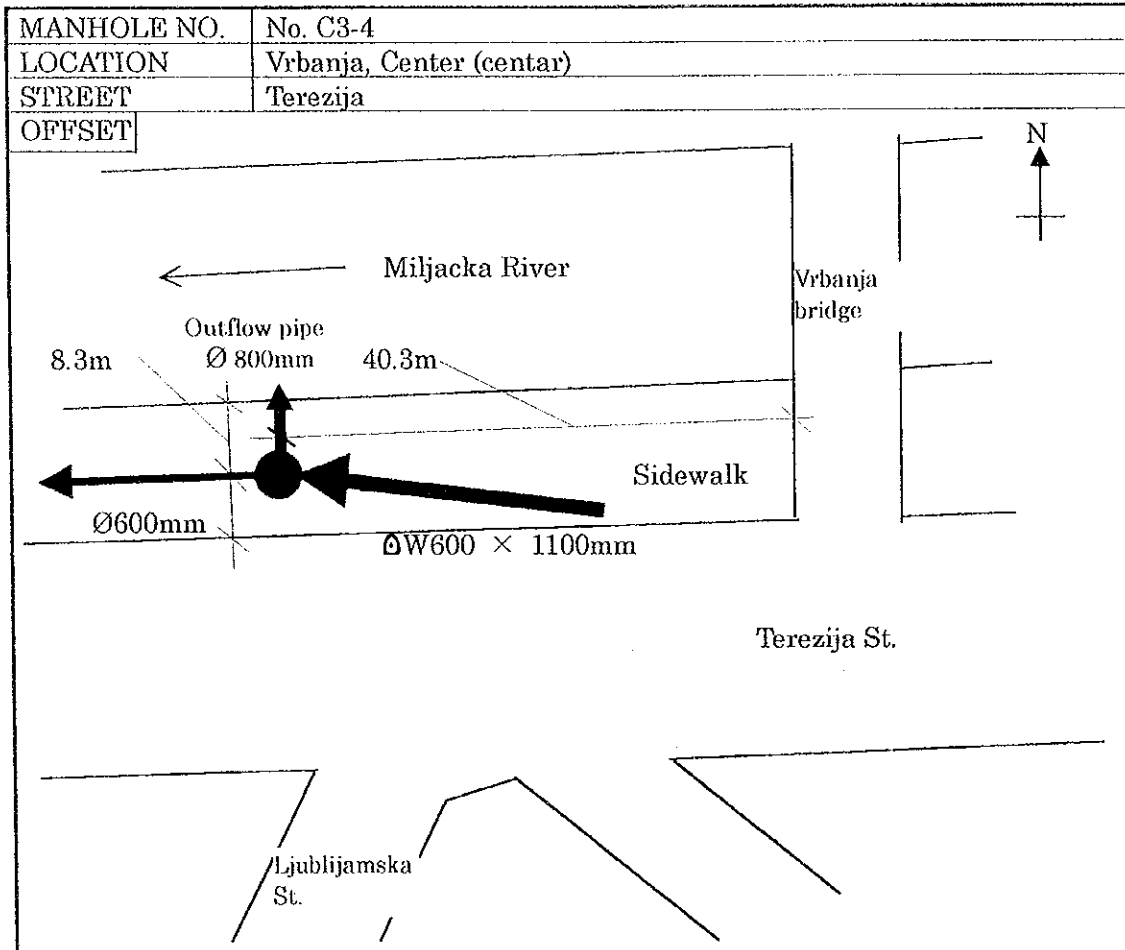 MANHOLE NO. No. C3-4
LOCATION Vrbanja, Center (centar)
STREET Terezija
OFFSET
N
Miljacka River
Vrbanja
bridge
Outflow pipe
Ø 800mm
8.3m
40.3m
Sidewalk
Ø600mm
W600 × 1100mm
Terezija St.
Ljublijamska
St.